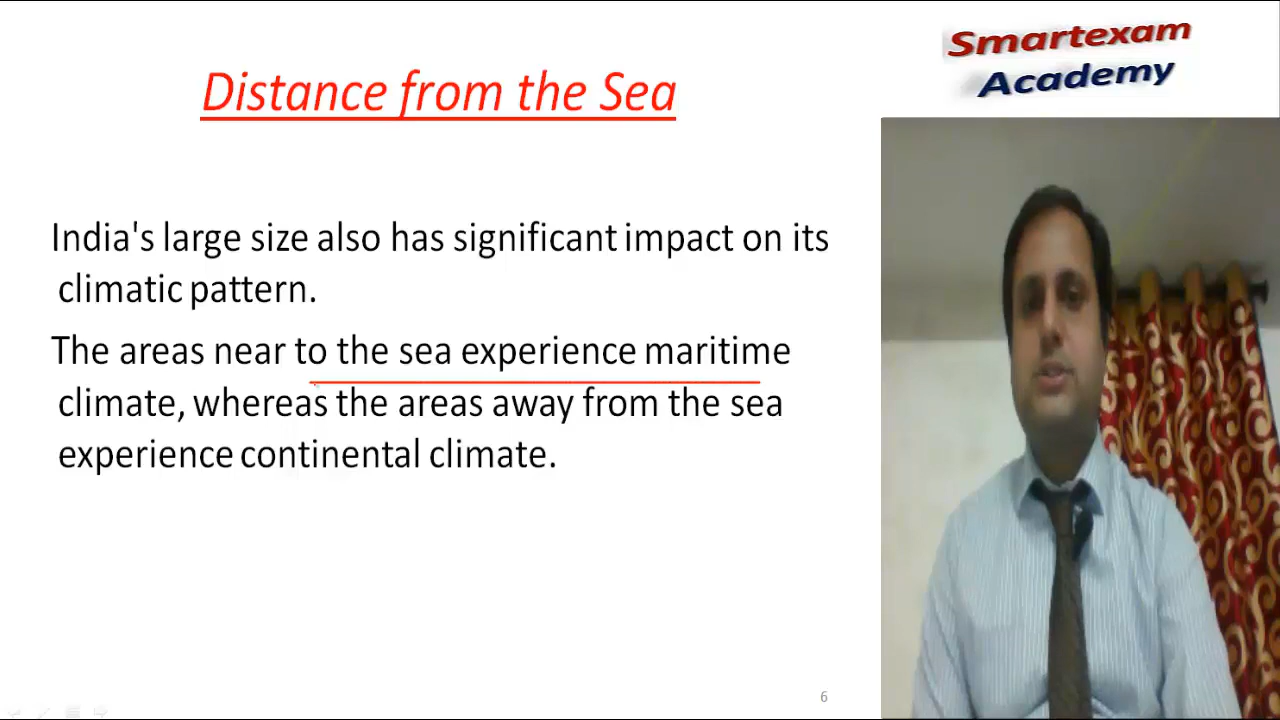 Smartexam
Academy
Distance from the Sea
India's large size also has significant impact on its
climatic pattern.
The areas near to the sea experience maritime
climate, whereas the areas away from the sea
experience continental climate.
6